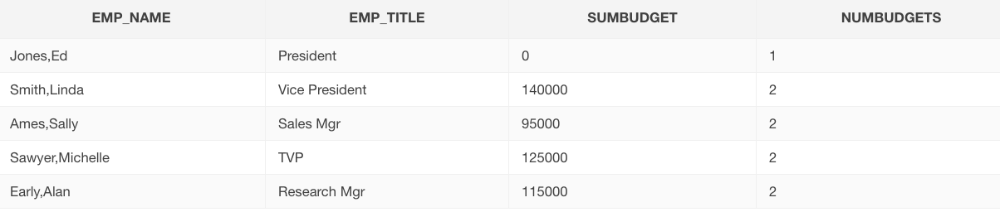 EMP_NAME EMP_TITLE SUMBUDGET NUMBUDGETS
Jones,Ed President 0 1
Smith,Linda Vice President 140000 2
Ames,Sally Sales Mgr 95000 2
Sawyer,Michelle TVP 125000 2
Early,Alan Research Mgr 115000 2